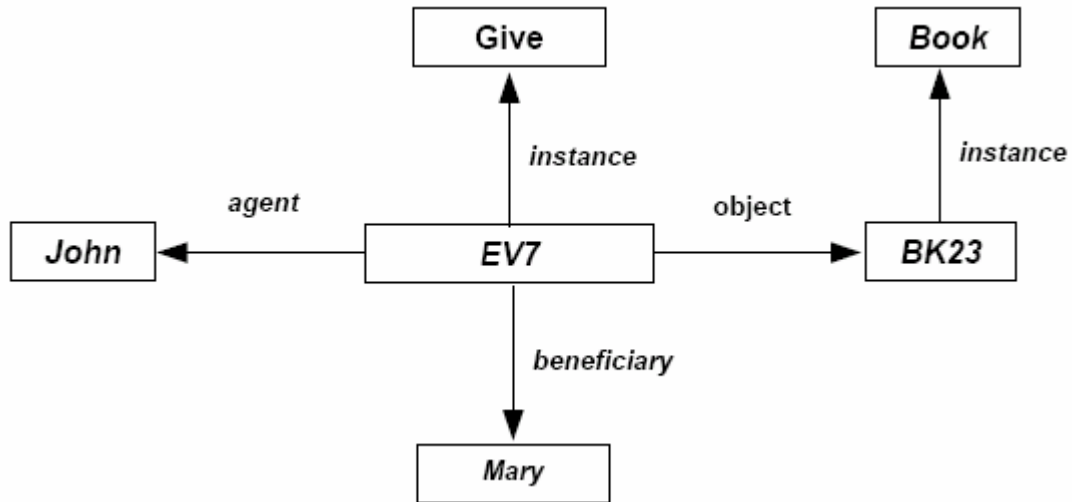 Give
Book
instance
instance
agent
object
John
EV7
BK23
beneficiary
Mary